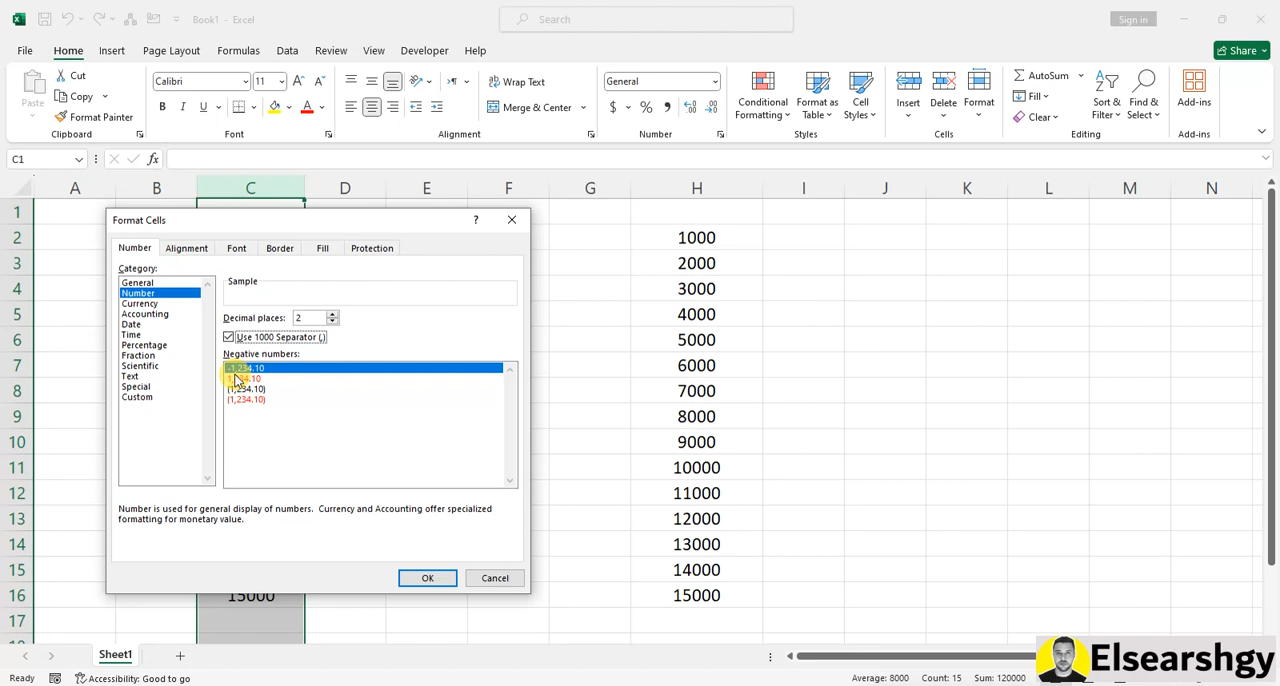 Book1 - Excel
Search
Sign in
File Home Insert Page Layout Formulas Data Review View Developer Help
Share
Paste
Cut
Copy
Format Painter
Clipboard
Calibri 11
B I U
Font
Wrap Text
Merge & Center
Alignment
General
$ % ,
Number
Conditional Formatting
Format as Table
Cell Styles
Styles
Insert Delete Format
Cells
AutoSum
Fill
Clear
Sort & Filter
Find & Select
Editing
Add-ins
Add-ins
C1
fx
A B C D E F G H I J K L M N
1
2 1000
3 2000
4 3000
5 4000
6 5000
7 6000
8 7000
9 8000
10 9000
11 10000
12 11000
13 12000
14 13000
15 14000
16 15000 15000
17
Format Cells
?
Number Alignment Font Border Fill Protection
Category:
General
Number
Currency
Accounting
Date
Time
Percentage
Fraction
Scientific
Text
Special
Custom
Sample
Decimal places: 2
Use 1000 Separator (,)
Negative numbers:
-1,234.10
1,234.10
(1,234.10)
(1,234.10)
Number is used for general display of numbers. Currency and Accounting offer specialized
formatting for monetary value.
OK Cancel
Sheet1
Ready
Accessibility: Good to go
Average: 8000 Count: 15 Sum: 120000
Elsearshgy